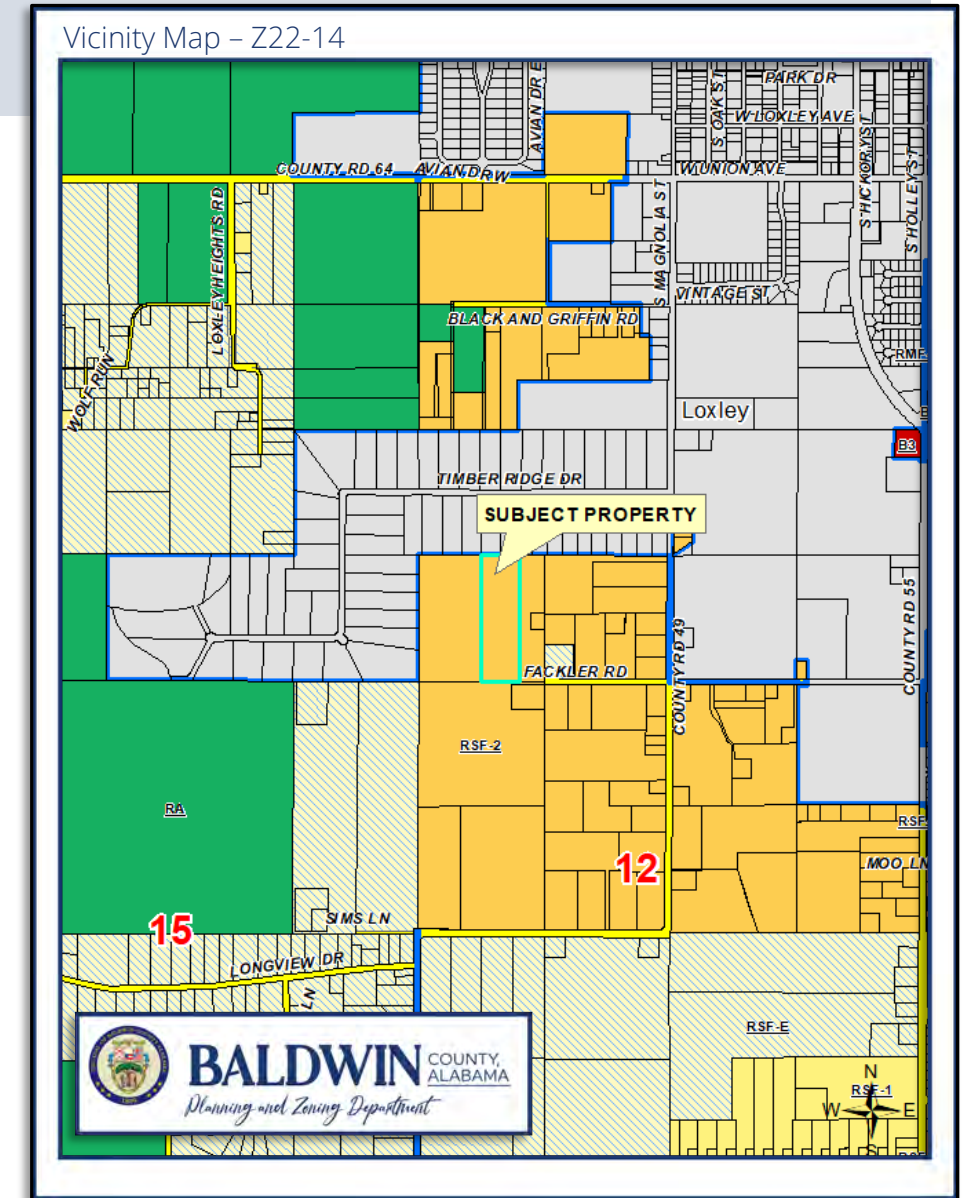 Vicinity Map – Z22-14
PARK DR
S OAK ST
AVIAN DR E
W LOXLEY AVE
COUNTY RD 64
AVIAN DR W
W UNION AVE
S HICKORY ST
S HOLLEY ST
LOXLEY HEIGHTS RD
S MAGNOLIA ST
VINTAGE ST
BLACK AND GRIFFIN RD
WOLF RUN
RMF
Loxley
B3
TIMBER RIDGE DR
SUBJECT PROPERTY
COUNTY RD 55
COUNTY RD 49
FACKLER RD
RSF-2
RA
RSF
MOO LN
12
15
SIMS LN
LONGVIEW DR
LN
RSF-E
BALDWIN COUNTY, ALABAMA
Planning and Zoning Department
N
RSF-1
W E
S